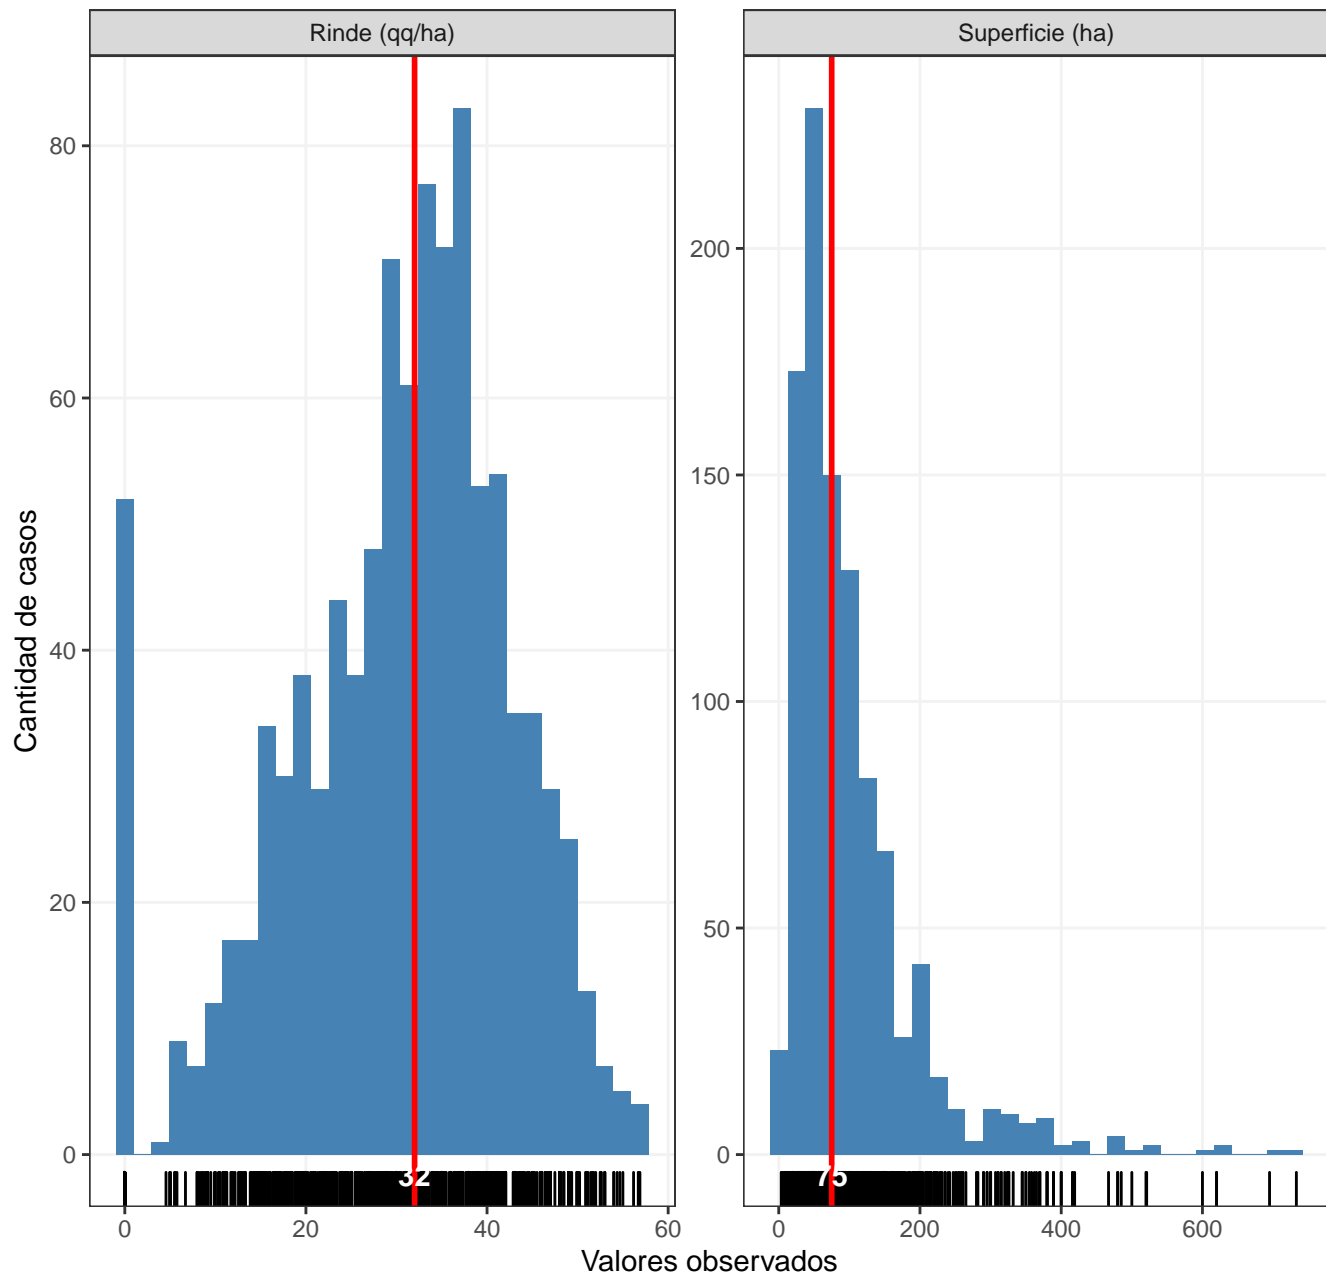 Rinde (qq/ha)
Superficie (ha)
Cantidad de casos
80
60
40
20
0
200
150
100
50
0
32
75
0 20 40 60
0 200 400 600
Valores observados